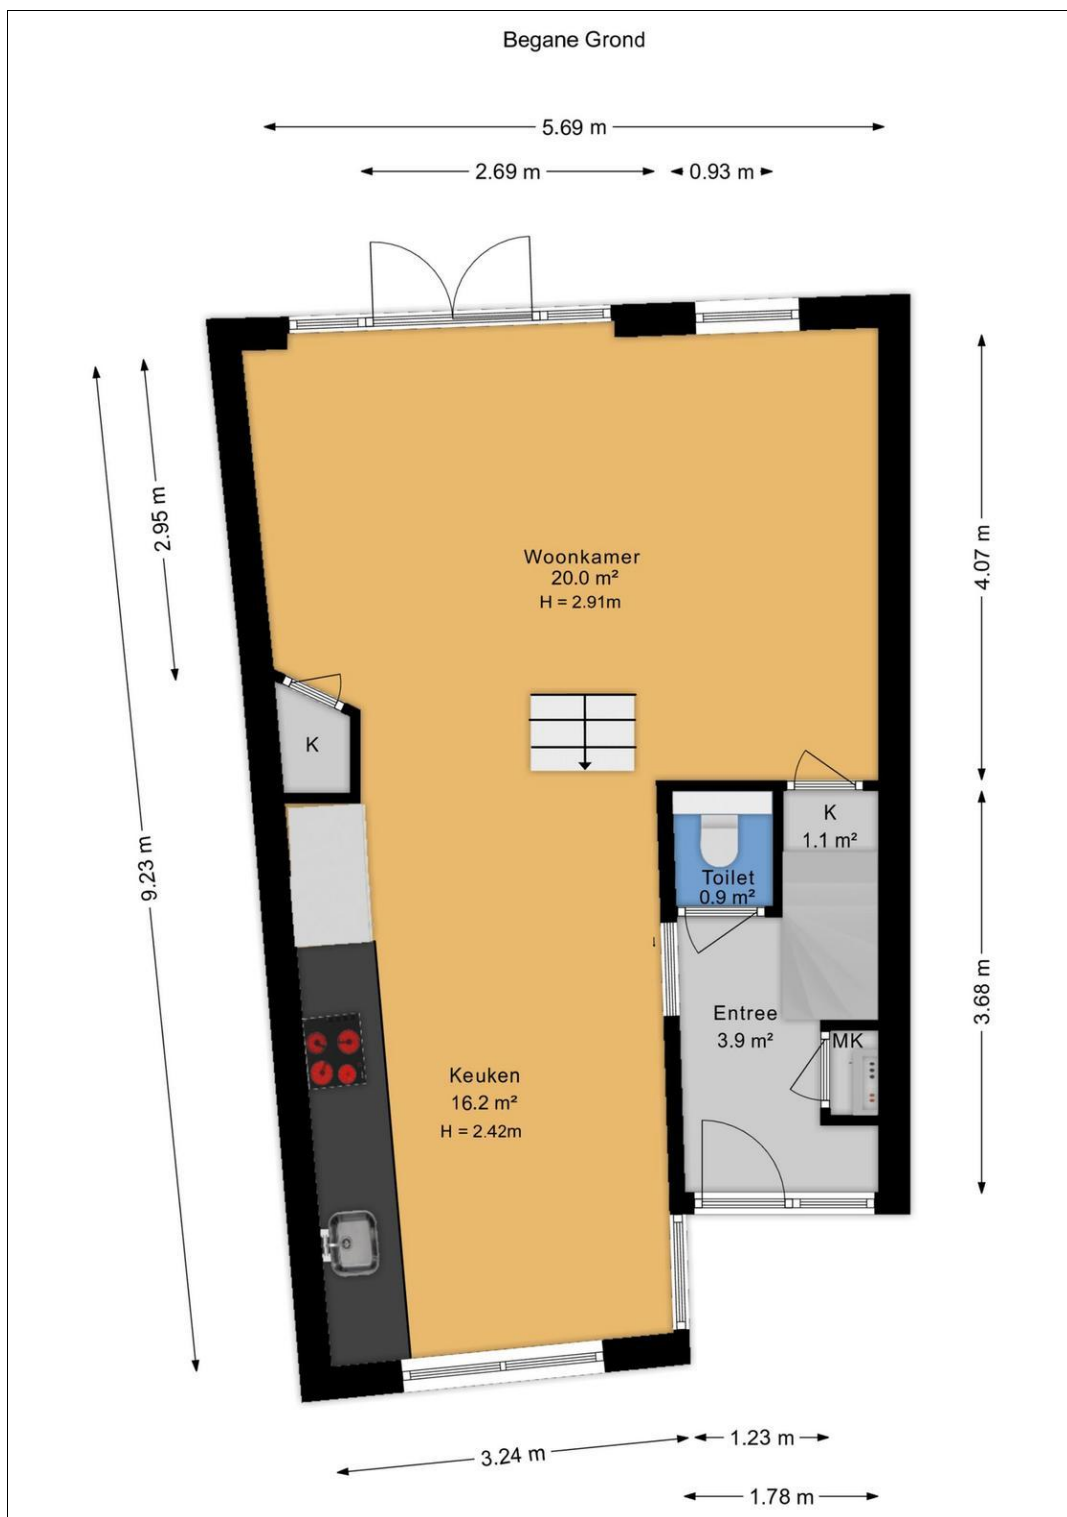 Begane Grond
5.69 m
2.69 m
0.93 m
2.95 m
4.07 m
Woonkamer
20.0 m²
H = 2.91m
K
K
1.1 m²
Toilet
0.9 m²
9.23 m
3.68 m
Entree
3.9 m²
MK
Keuken
16.2 m²
H = 2.42m
3.24 m
1.23 m
1.78 m